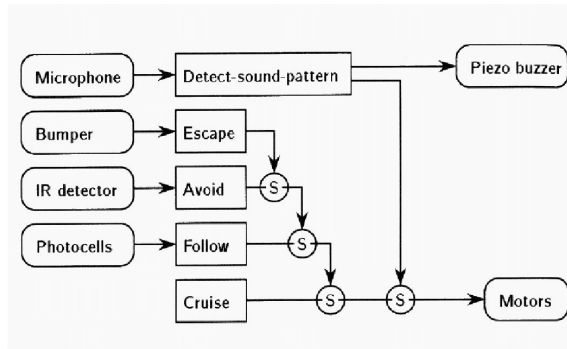 Microphone
Detect-sound-pattern
Piezo buzzer
Bumper
Escape
IR detector
Avoid
S
Photocells
Follow
S
Cruise
S
S
Motors